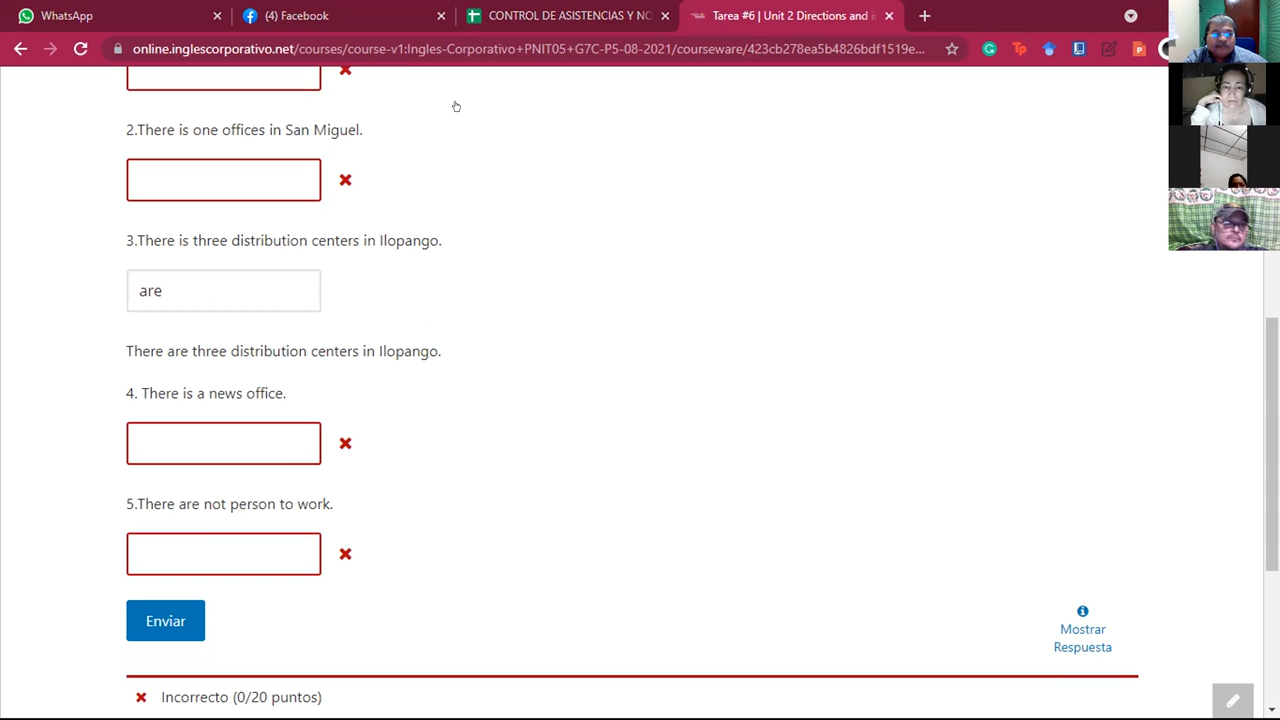 WhatsApp
(4) Facebook
CONTROL DE ASISTENCIAS Y NO
Tarea #6 | Unit 2 Directions and i
online.inglescorporativo.net/courses/course-v1:Ingles-Corporativo+PNIT05+G7C-P5-08-2021/courseware/423cb278ea5b4826bdf1519e...
2.There is one offices in San Miguel.
3.There is three distribution centers in Ilopango.
are
There are three distribution centers in Ilopango.
4. There is a news office.
5.There are not person to work.
Enviar
Mostrar
Respuesta
Incorrecto (0/20 puntos)